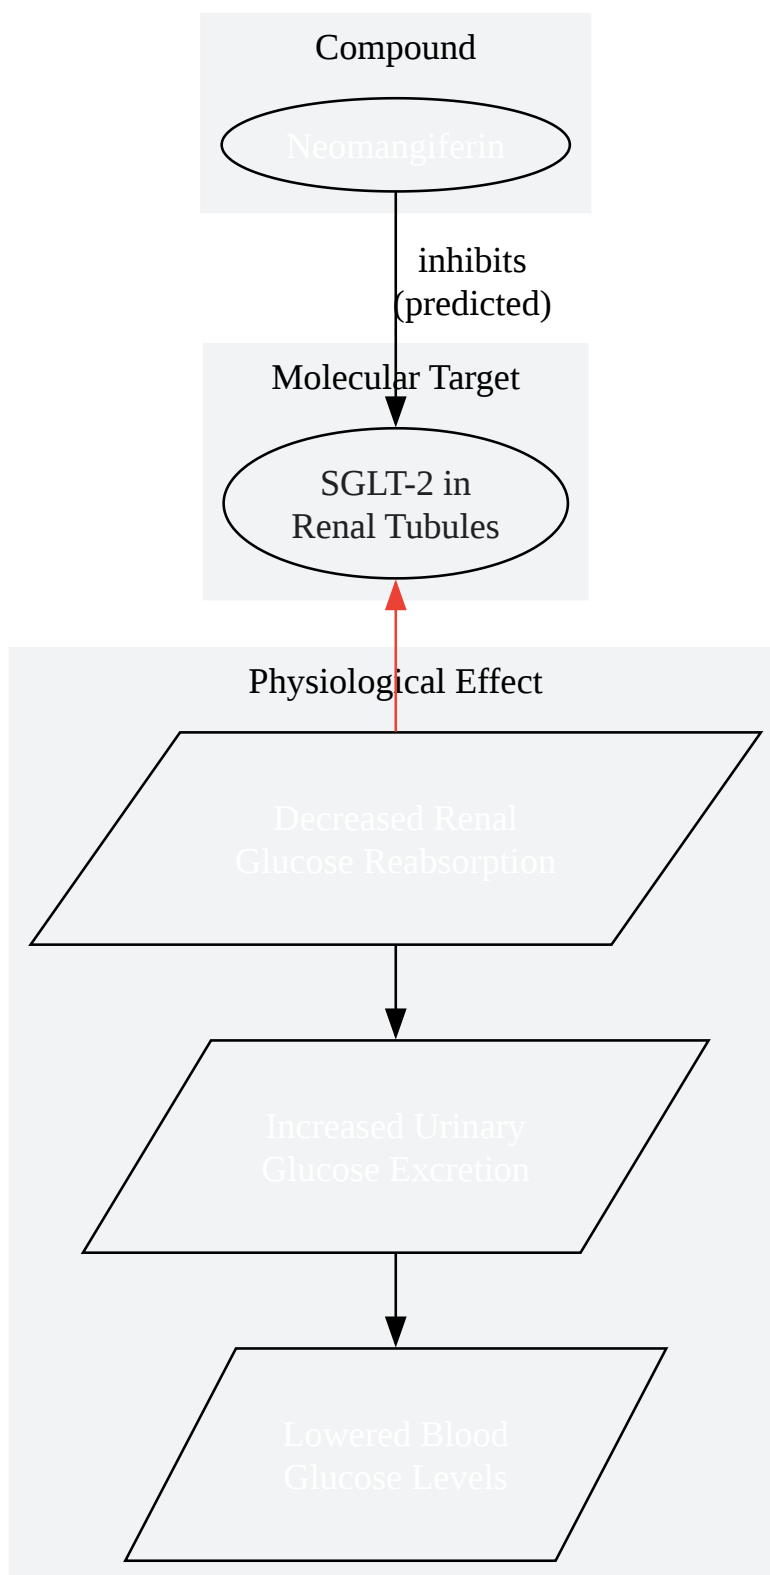 Compound
Neomangiferin
inhibits
(predicted)
Molecular Target
SGLT-2 in
Renal Tubules
Physiological Effect
Decreased Renal
Glucose Reabsorption
Increased Urinary
Glucose Excretion
Lowered Blood
Glucose Levels